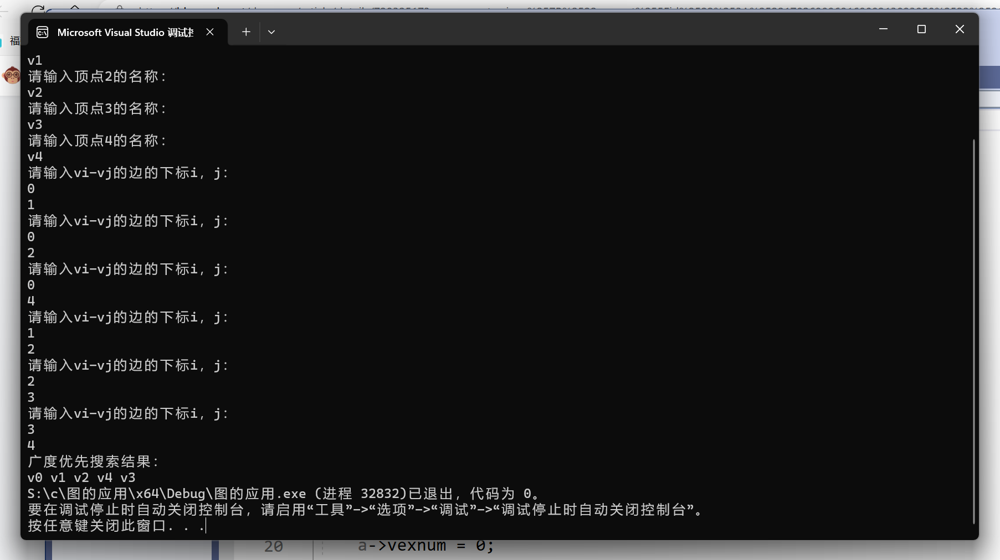 福
Microsoft Visual Studio 调试控
v1
请输入顶点2的名称:
v2
请输入顶点3的名称:
v3
请输入顶点4的名称:
v4
请输入vi-vj的边的下标i, j:
0
1
请输入vi-vj的边的下标i, j:
0
2
请输入vi-vj的边的下标i, j:
0
4
请输入vi-vj的边的下标i, j:
1
2
请输入vi-vj的边的下标i, j:
2
3
请输入vi-vj的边的下标i, j:
3
4
广度优先搜索结果:
v0 v1 v2 v4 v3
S:\c\图的应用\x64\Debug\图的应用.exe (进程 32832)已退出，代码为 0。
要在调试停止时自动关闭控制台，请启用“工具”->“选项”->“调试”->“调试停止时自动关闭控制台”。
按任意键关闭此窗口. . .
20 a->vexnum = 0;